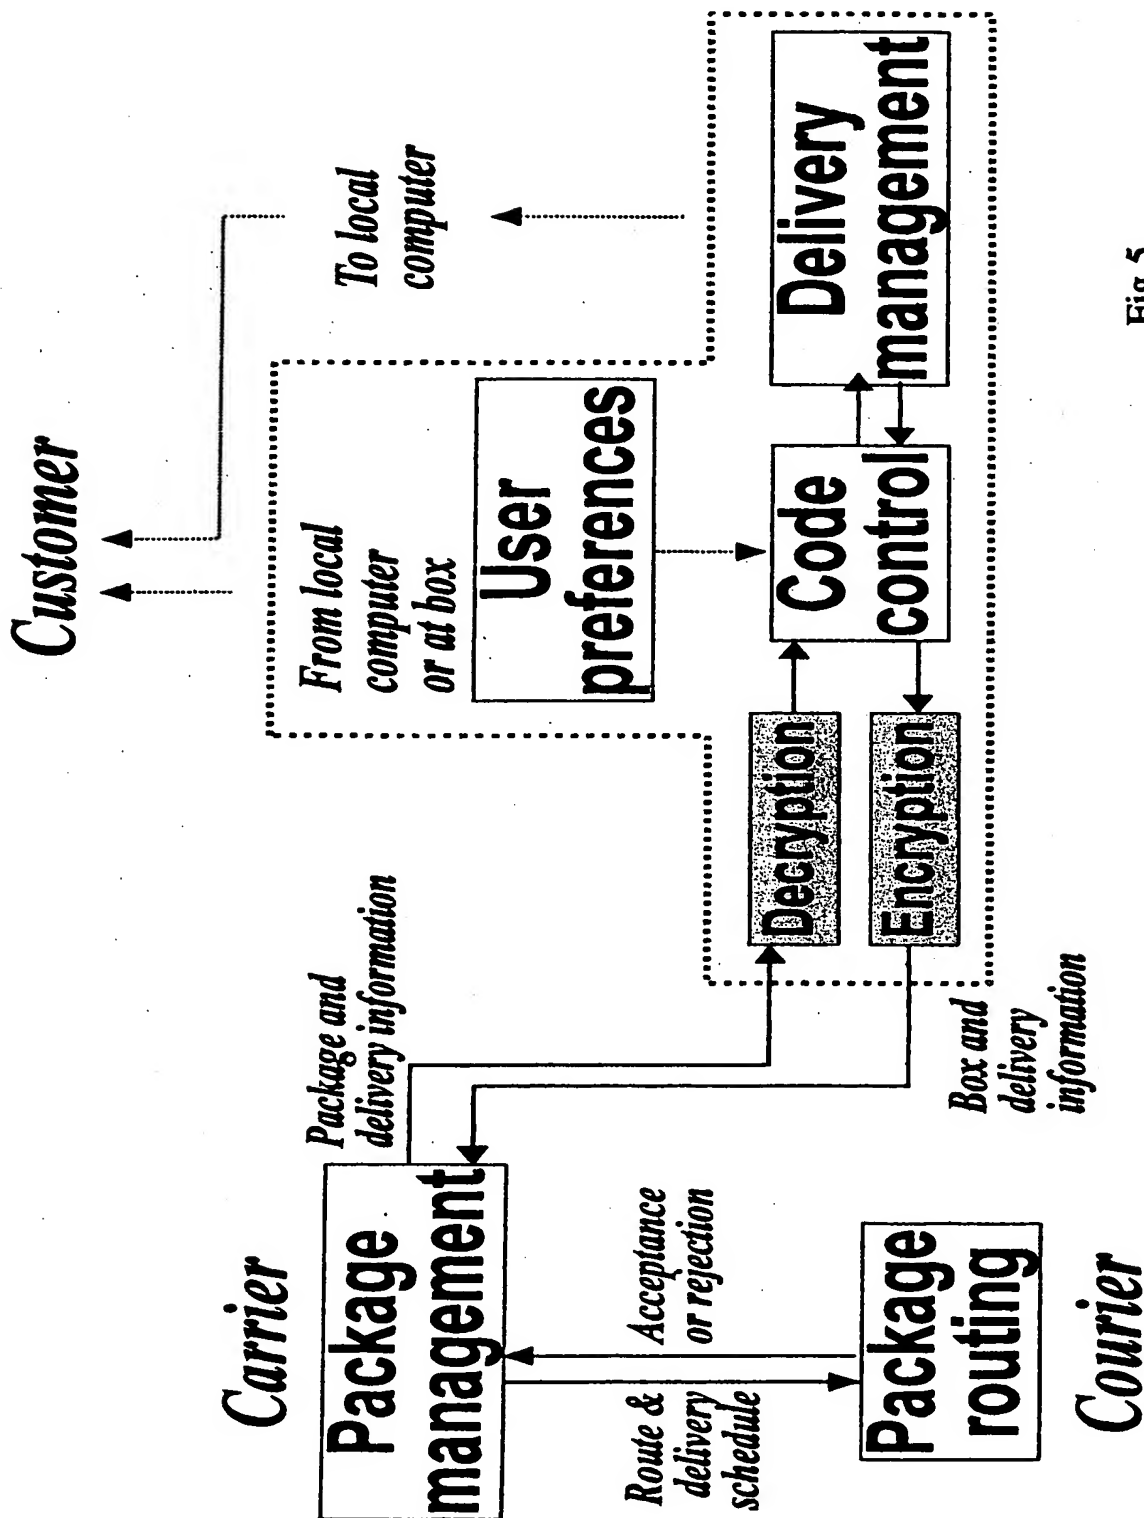 Customer
To local
computer
From local
computer
or at box
User
preferences
Carrier
Package and
delivery information
Package
management
Decryption
Encryption
Code
control
Delivery
management
Box and
delivery
information
Route &
delivery
schedule
Acceptance
or rejection
Package
routing
Courier
Fig 5